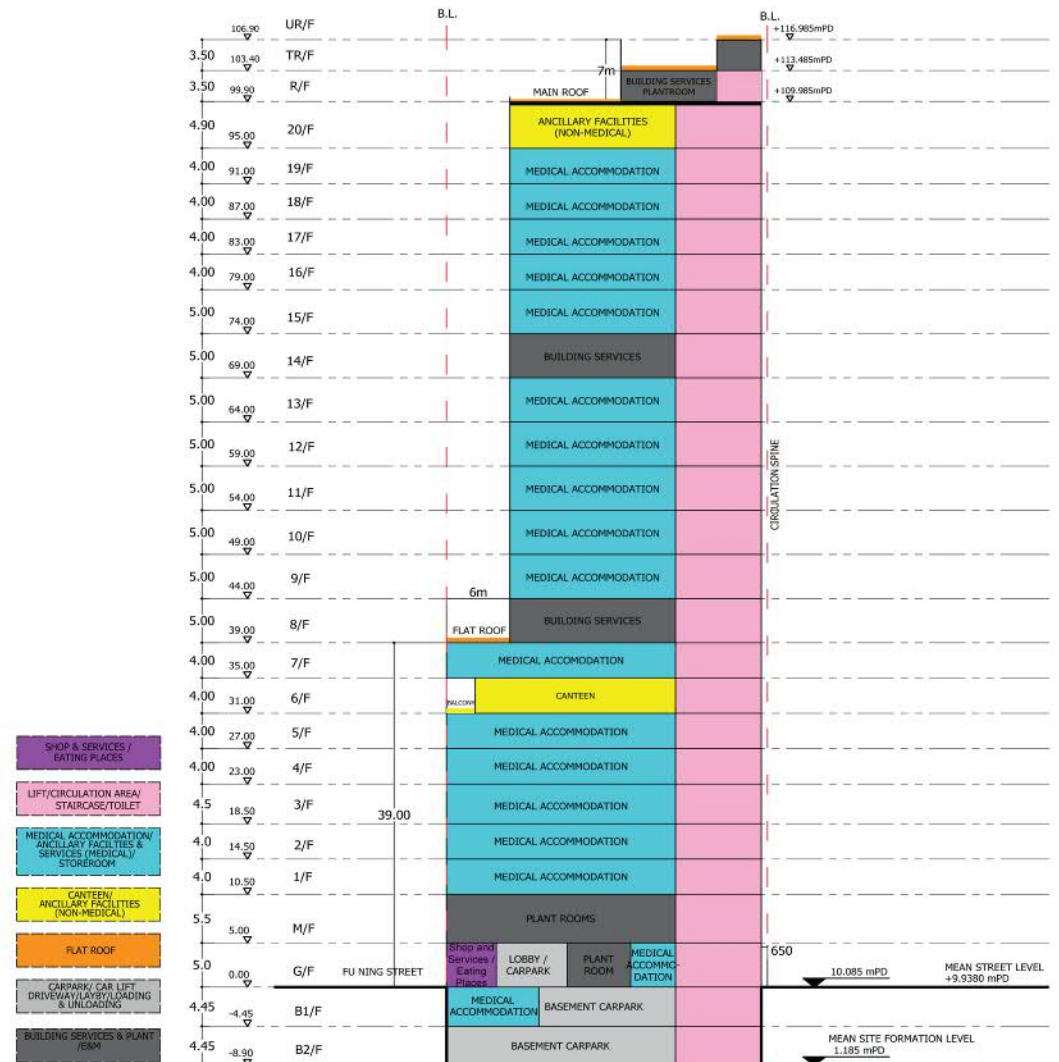 B.L.
B.L.
106.90 UR/F
+116.985mPD
3.50 103.40 TR/F
7m
+113.485mPD
3.50 99.90 R/F
MAIN ROOF
BUILDING SERVICES
PLANTROOM
+109.985mPD
4.90 95.00 20/F
ANCILLARY FACILITIES
(NON-MEDICAL)
4.00 91.00 19/F MEDICAL ACCOMMODATION
4.00 87.00 18/F MEDICAL ACCOMMODATION
4.00 83.00 17/F MEDICAL ACCOMMODATION
4.00 79.00 16/F MEDICAL ACCOMMODATION
5.00 74.00 15/F MEDICAL ACCOMMODATION
5.00 69.00 14/F BUILDING SERVICES
5.00 64.00 13/F MEDICAL ACCOMMODATION
5.00 59.00 12/F MEDICAL ACCOMMODATION
CIRCULATION SPINE
5.00 54.00 11/F MEDICAL ACCOMMODATION
5.00 49.00 10/F MEDICAL ACCOMMODATION
5.00 44.00 9/F MEDICAL ACCOMMODATION
6m
5.00 39.00 8/F FLAT ROOF BUILDING SERVICES
4.00 35.00 7/F MEDICAL ACCOMODATION
4.00 31.00 6/F BALCONY CANTEEN
4.00 27.00 5/F MEDICAL ACCOMMODATION
4.00 23.00 4/F MEDICAL ACCOMMODATION
4.5 18.50 3/F MEDICAL ACCOMMODATION
39.00
4.0 14.50 2/F MEDICAL ACCOMMODATION
4.0 10.50 1/F MEDICAL ACCOMMODATION
5.5 5.00 M/F PLANT ROOMS
650
5.0 0.00 G/F FU NING STREET
Shop and
Services /
Eating
Places
LOBBY /
CARPARK
PLANT
ROOM
MEDICAL
ACCOMMO-
DATION
10.085 mPD
MEAN STREET LEVEL
+9.9380 mPD
4.45 -4.45 B1/F
MEDICAL
ACCOMMODATION
BASEMENT CARPARK
4.45 -8.90 B2/F BASEMENT CARPARK
MEAN SITE FORMATION LEVEL
1.185 mPD
SHOP & SERVICES /
EATING PLACES
LIFT/CIRCULATION AREA/
STAIRCASE/TOILET
MEDICAL ACCOMMODATION/
ANCILLARY FACILTIES &
SERVICES (MEDICAL)/
STOREROOM
CANTEEN/
ANCILLARY FACILITIES
(NON-MEDICAL)
FLAT ROOF
CARPARK/ CAR LIFT
DRIVEWAY/LAYBY/LOADING
& UNLOADING
BUILDING SERVICES & PLANT
/E&M